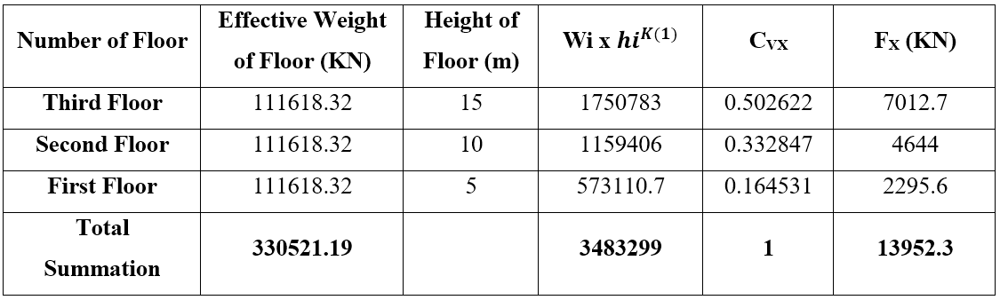 Number of Floor | Effective Weight of Floor (KN) | Height of Floor (m) | Wi x hi^K(1) | C_VX | F_X (KN)
Third Floor | 111618.32 | 15 | 1750783 | 0.502622 | 7012.7
Second Floor | 111618.32 | 10 | 1159406 | 0.332847 | 4644
First Floor | 111618.32 | 5 | 573110.7 | 0.164531 | 2295.6
Total Summation | 330521.19 | | 3483299 | 1 | 13952.3